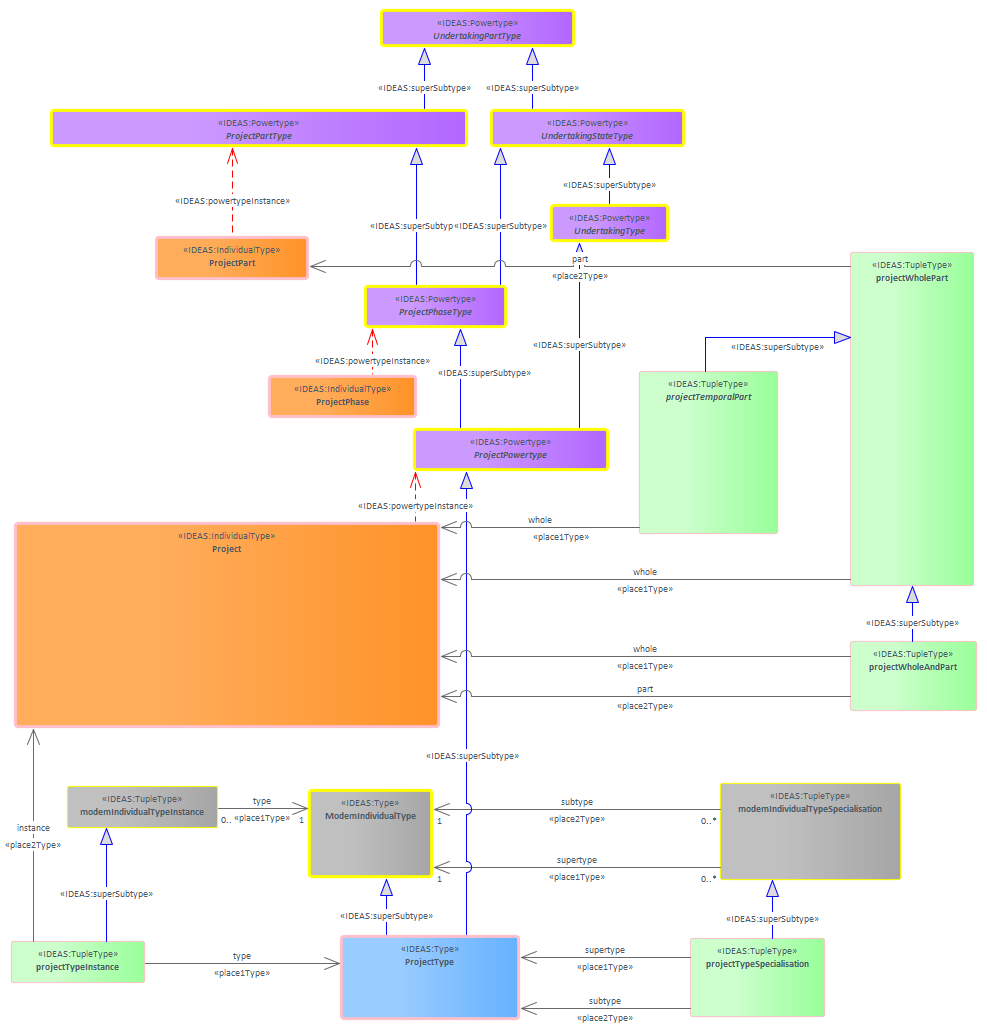 «IDEAS:Powertype»
UndertakingPartType
«IDEAS:superSubtype»
«IDEAS:superSubtype»
«IDEAS:Powertype»
ProjectPartType
«IDEAS:Powertype»
UndertakingStateType
«IDEAS:superSubtype»
«IDEAS:powertypeInstance»
«IDEAS:Powertype»
UndertakingType
«IDEAS:superSubtyp
«IDEAS:superSubtype»
«IDEAS:IndividualType»
ProjectPart
part
«place2Type»
«IDEAS:TupleType»
projectWholePart
«IDEAS:Powertype»
ProjectPhaseType
«IDEAS:superSubtype»
«IDEAS:superSubtype»
«IDEAS:powertypeInstance»
«IDEAS:superSubtype»
«IDEAS:IndividualType»
ProjectPhase
«IDEAS:TupleType»
projectTemporalPart
«IDEAS:Powertype»
ProjectPowertype
«IDEAS:powertypeInstance»
whole
«place1Type»
«IDEAS:IndividualType»
Project
whole
«place1Type»
«IDEAS:superSubtype»
whole
«place1Type»
«IDEAS:TupleType»
projectWholeAndPart
part
«place2Type»
«IDEAS:superSubtype»
«IDEAS:TupleType»
modemIndividualTypeInstance
type
0..
«place1Type»
1
«IDEAS:Type»
ModemIndividualType
subtype
1
«place2Type»
0..*
«IDEAS:TupleType»
modemIndividualTypeSpecialisation
instance
«place2Type»
supertype
1
«place1Type»
0..*
«IDEAS:superSubtype»
«IDEAS:superSubtype»
«IDEAS:superSubtype»
«IDEAS:TupleType»
projectTypeInstance
type
«place1Type»
«IDEAS:Type»
ProjectType
supertype
«place1Type»
«IDEAS:TupleType»
projectTypeSpecialisation
subtype
«place2Type»